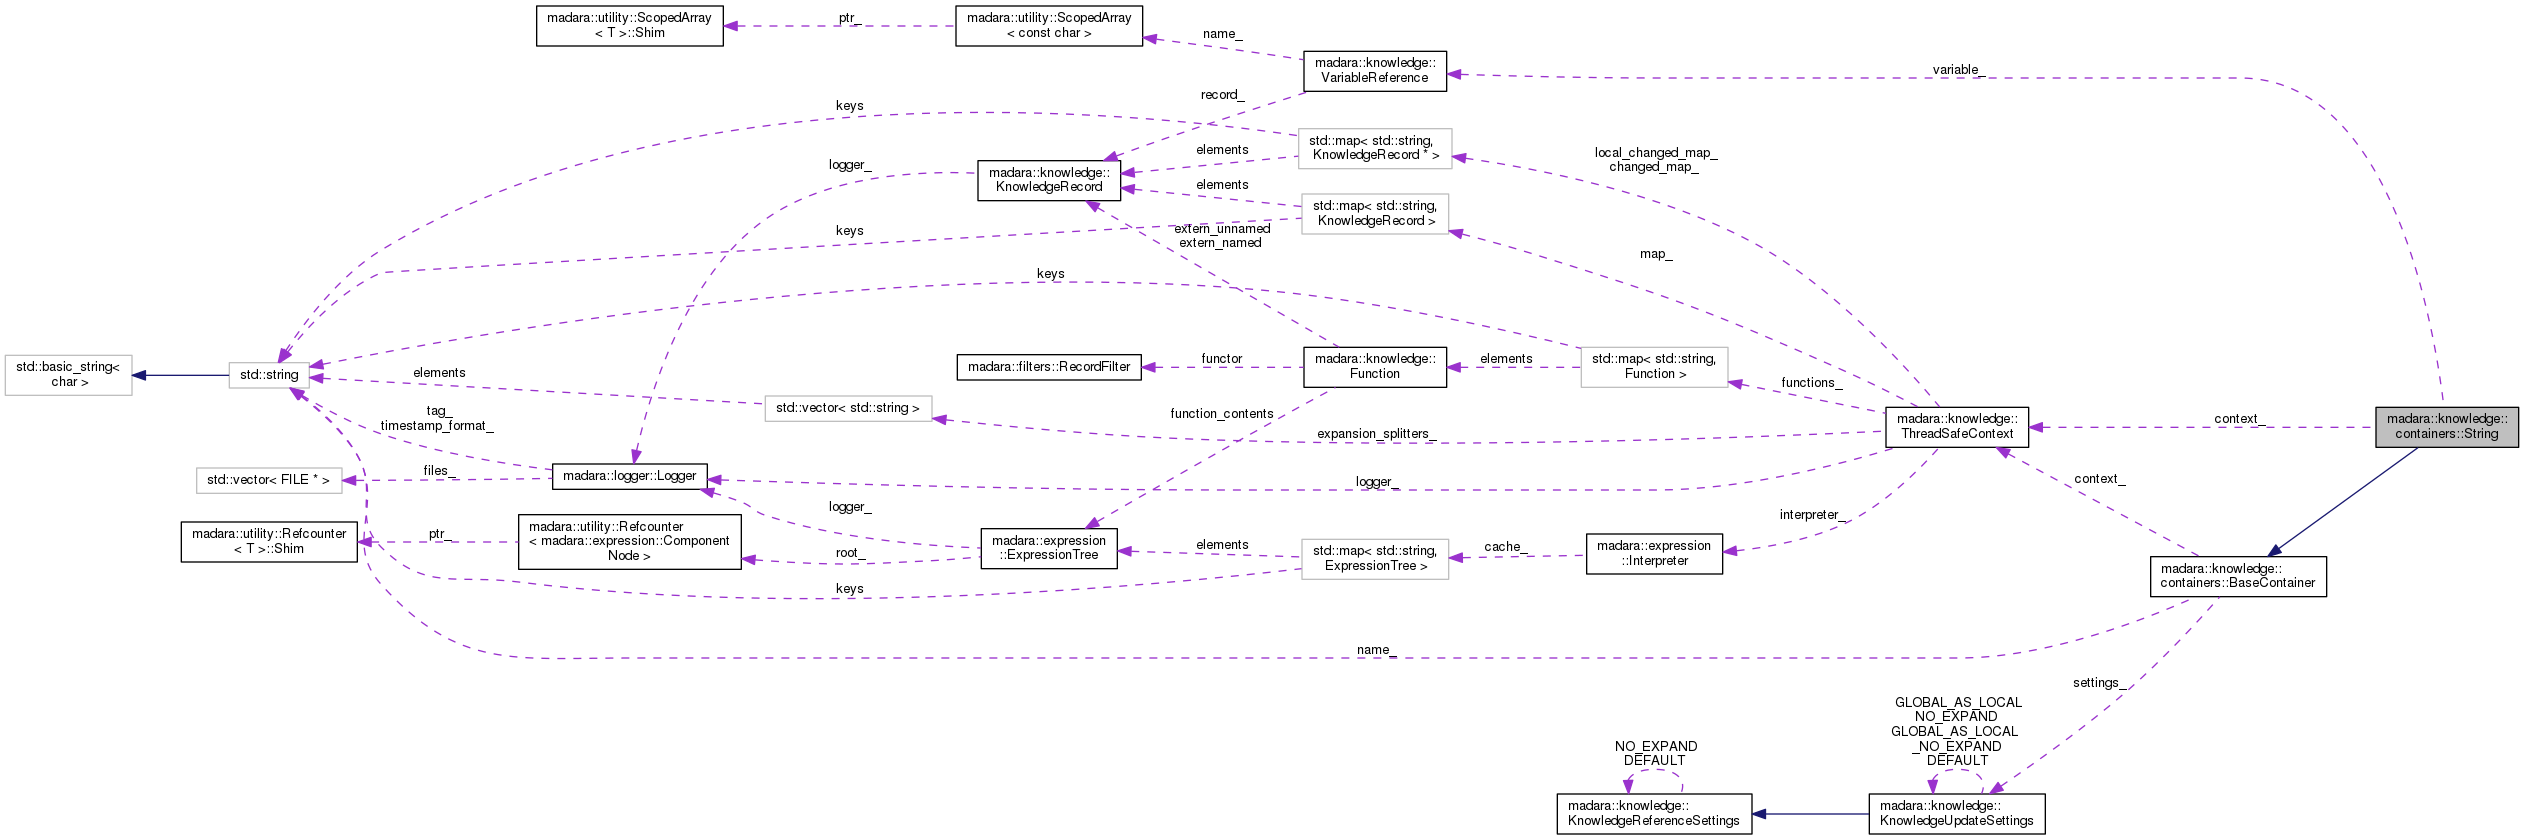 madara::utility::ScopedArray
< T >::Shim
ptr_
madara::utility::ScopedArray
< const char >
name_
madara::knowledge::
VariableReference
variable_
record_
keys
std::map< std::string,
KnowledgeRecord * >
elements
local_changed_map_
changed_map_
logger_
madara::knowledge::
KnowledgeRecord
elements
std::map< std::string,
KnowledgeRecord >
keys
extern_unnamed
extern_named
map_
keys
std::basic_string<
char >
std::string
madara::filters::RecordFilter
functor
madara::knowledge::
Function
elements
std::map< std::string,
Function >
functions_
elements
std::vector< std::string >
function_contents
tag_
timestamp_format_
expansion_splitters_
madara::knowledge::
ThreadSafeContext
context_
madara::knowledge::
containers::String
std::vector< FILE * >
files_
madara::logger::Logger
logger_
context_
logger_
interpreter_
madara::utility::Refcounter
< T >::Shim
ptr_
madara::utility::Refcounter
< madara::expression::Component
Node >
root_
madara::expression
::ExpressionTree
elements
std::map< std::string,
ExpressionTree >
cache_
madara::expression
::Interpreter
madara::knowledge::
containers::BaseContainer
keys
name_
settings_
GLOBAL_AS_LOCAL
NO_EXPAND
GLOBAL_AS_LOCAL
_NO_EXPAND
DEFAULT
NO_EXPAND
DEFAULT
madara::knowledge::
KnowledgeReferenceSettings
madara::knowledge::
KnowledgeUpdateSettings